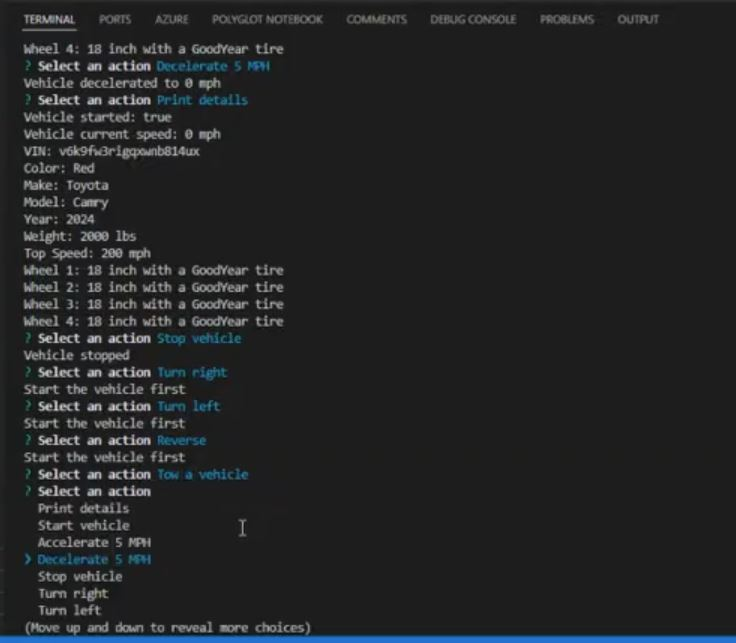 TERMINAL PORTS AZURE POLYGLOT NOTEBOOK COMMENTS DEBUG CONSOLE PROBLEMS OUTPUT
Wheel 4: 18 inch with a GoodYear tire
? Select an action Decelerate 5 MPH
Vehicle decelerated to 0 mph
? Select an action Print details
Vehicle started: true
Vehicle current speed: 0 mph
VIN: v6k9fw3rigqxwnb814ux
Color: Red
Make: Toyota
Model: Camry
Year: 2024
Weight: 2000 lbs
Top Speed: 200 mph
Wheel 1: 18 inch with a GoodYear tire
Wheel 2: 18 inch with a GoodYear tire
Wheel 3: 18 inch with a GoodYear tire
Wheel 4: 18 inch with a GoodYear tire
? Select an action Stop vehicle
Vehicle stopped
? Select an action Turn right
Start the vehicle first
? Select an action Turn left
Start the vehicle first
? Select an action Reverse
Start the vehicle first
? Select an action Tow a vehicle
? Select an action
Print details
Start vehicle
Accelerate 5 MPH
❯ Decelerate 5 MPH
Stop vehicle
Turn right
Turn left
(Move up and down to reveal more choices)